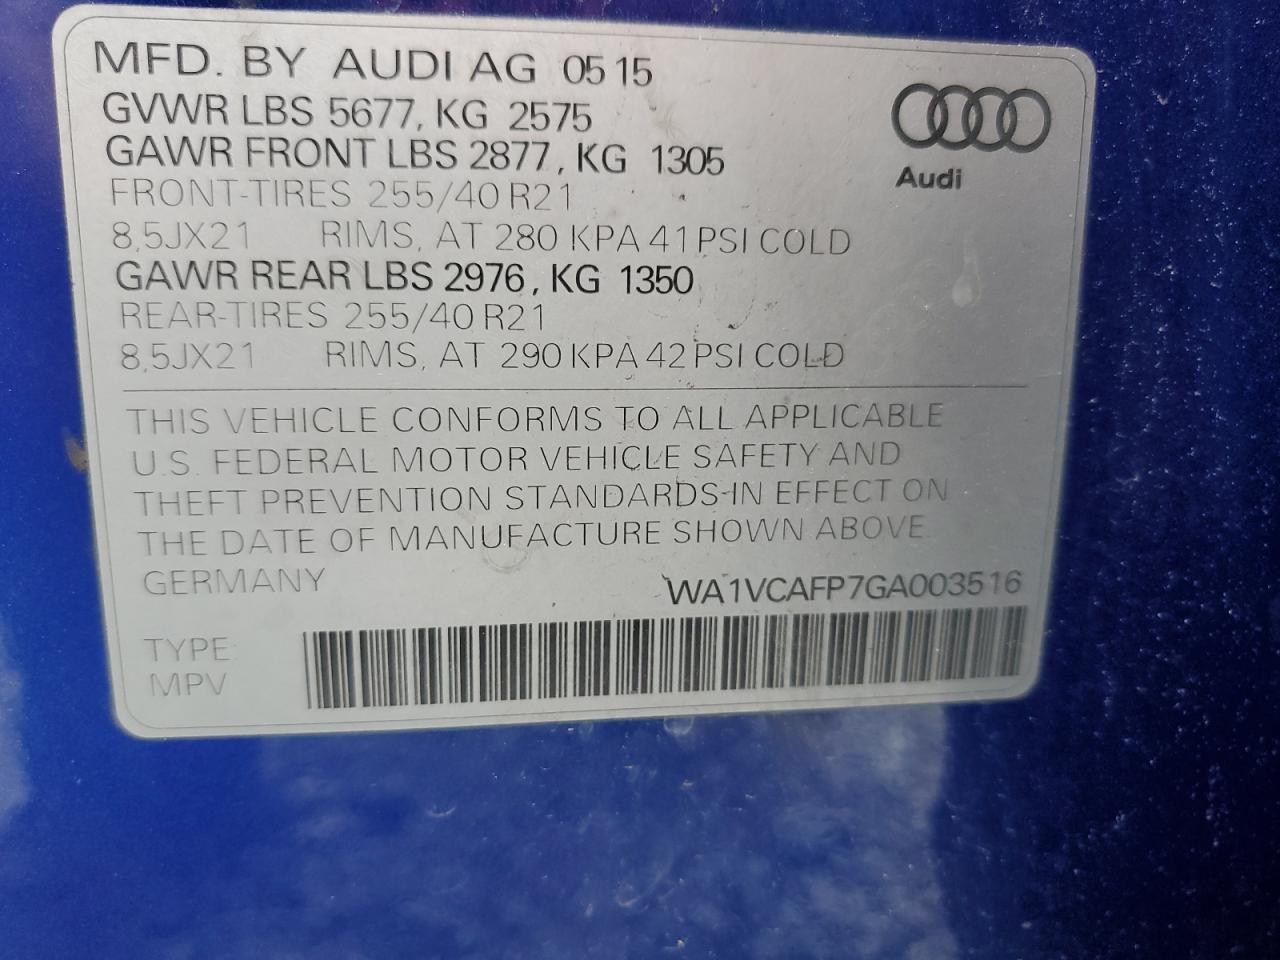 MFD. BY AUDI AG 05 15
GVWR LBS 5677, KG 2575
GAWR FRONT LBS 2877, KG 1305
FRONT-TIRES 255/40 R21
8,5JX21 RIMS, AT 280 KPA 41 PSI COLD
GAWR REAR LBS 2976, KG 1350
REAR-TIRES 255/40 R21
8,5JX21 RIMS, AT 290 KPA 42 PSI COLD
Audi
THIS VEHICLE CONFORMS TO ALL APPLICABLE
U.S. FEDERAL MOTOR VEHICLE SAFETY AND
THEFT PREVENTION STANDARDS IN EFFECT ON
THE DATE OF MANUFACTURE SHOWN ABOVE.
GERMANY WA1VCAFP7GA003516
TYPE:
MPV